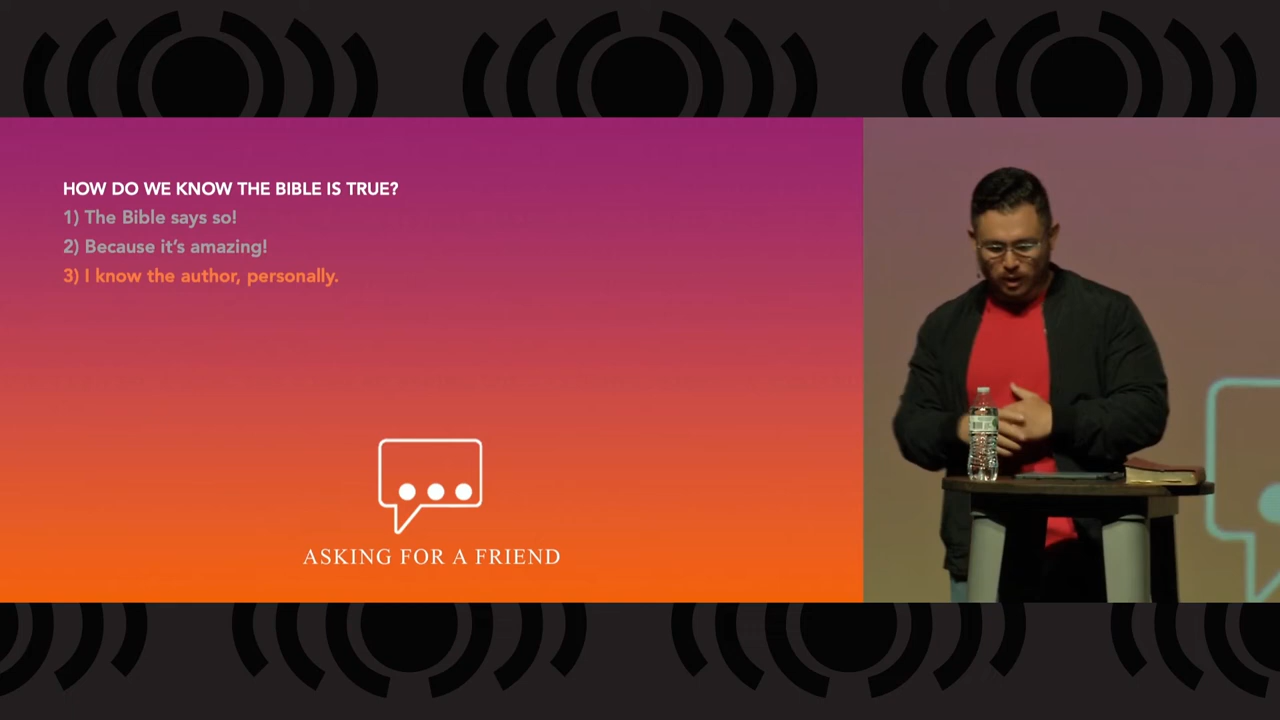 HOW DO WE KNOW THE BIBLE IS TRUE?
1) The Bible says so!
2) Because it's amazing!
3) I know the author, personally.
ASKING FOR A FRIEND